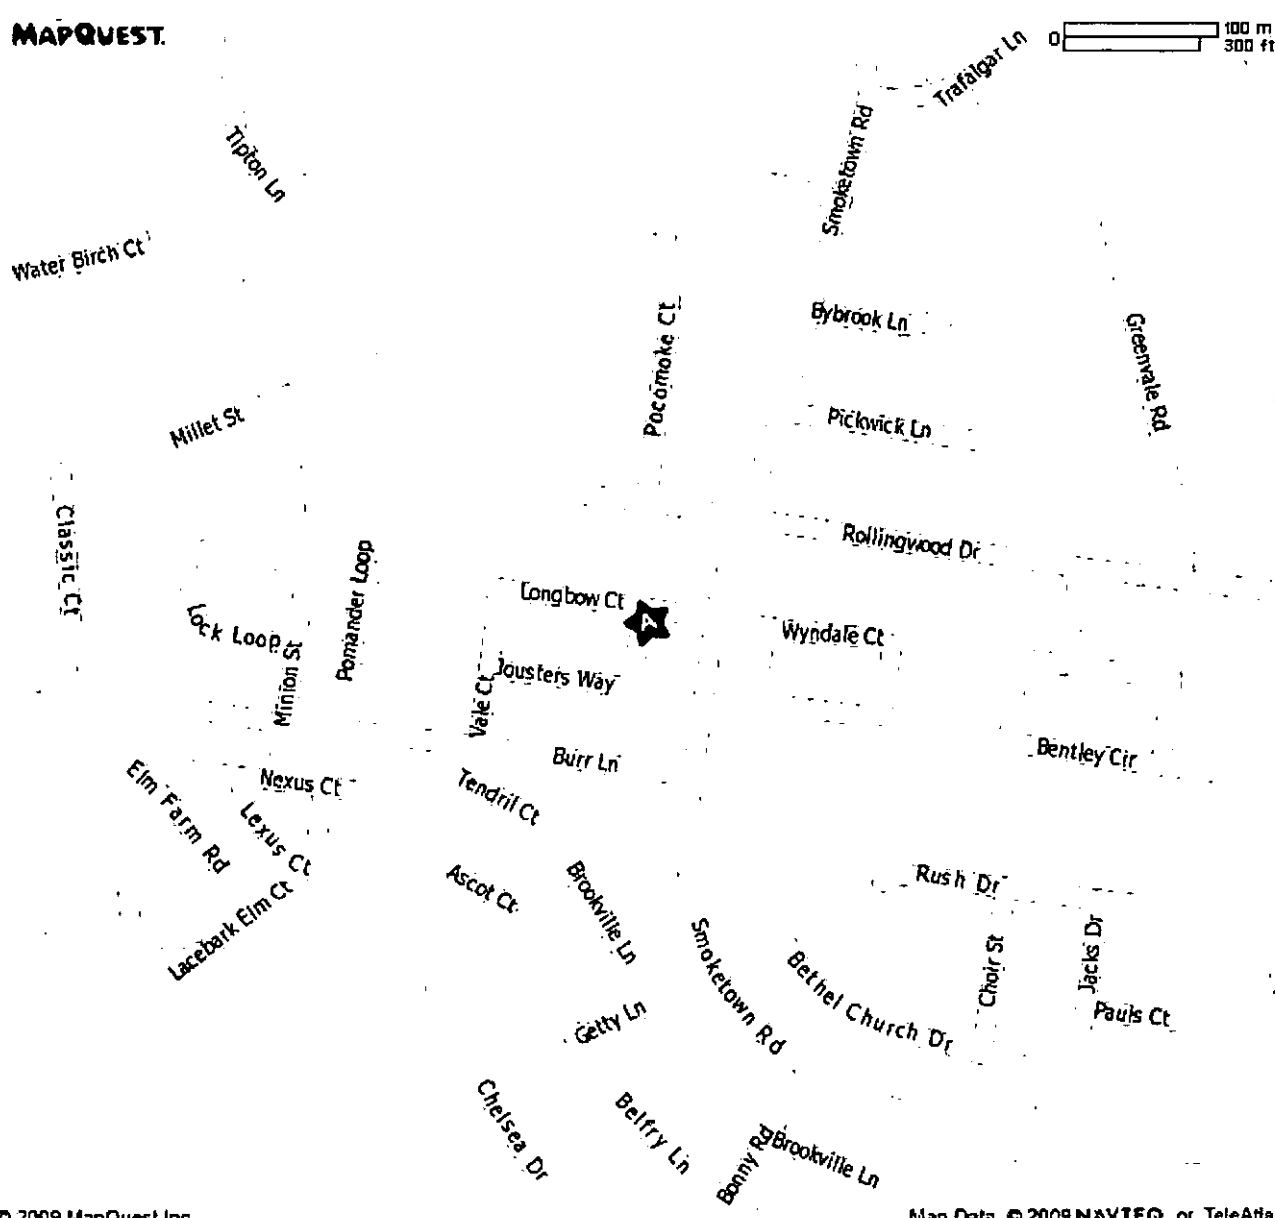 MAPQUEST.
100 m
0
300 ft
Trafalgar Ln
Smoketown Rd
Tipton Ln
Water Birch Ct
Bybrook Ln
Pocomoke Ct
Greenvale Rd
Millet St
Pickwick Ln
Classic Ct
Rollingwood Dr
Pomander Loop
Longbow Ct
A
Lock Loop
Wyndale Ct
Minion St
Jousters Way
Vale Ct
Burr Ln
Bentley Cir
Nexus Ct
Tendril Ct
Elm Farm Rd
Lexus Ct
Ascot Ct
Brookville Ln
Rush Dr
Lacebark Elm Ct
Smoketown Rd
Bethel Church Dr
Choir St
Jacks Dr
Pauls Ct
Getty Ln
Chelsea Dr
Belfry Ln
Bonny Rd
Brookville Ln
© 2009 MapQuest Inc
Map Data © 2009 NAVTEQ or TeleAtla